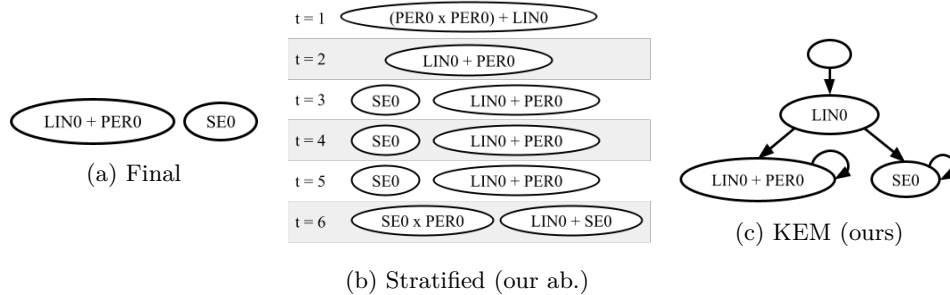 LIN0 + PER0 SE0
(a) Final
t = 1 (PER0 x PER0) + LIN0
t = 2 LIN0 + PER0
t = 3 SE0 LIN0 + PER0
t = 4 SE0 LIN0 + PER0
t = 5 SE0 LIN0 + PER0
t = 6 SE0 x PER0 LIN0 + SE0
(b) Stratified (our ab.)
LIN0
LIN0 + PER0 SE0
(c) KEM (ours)